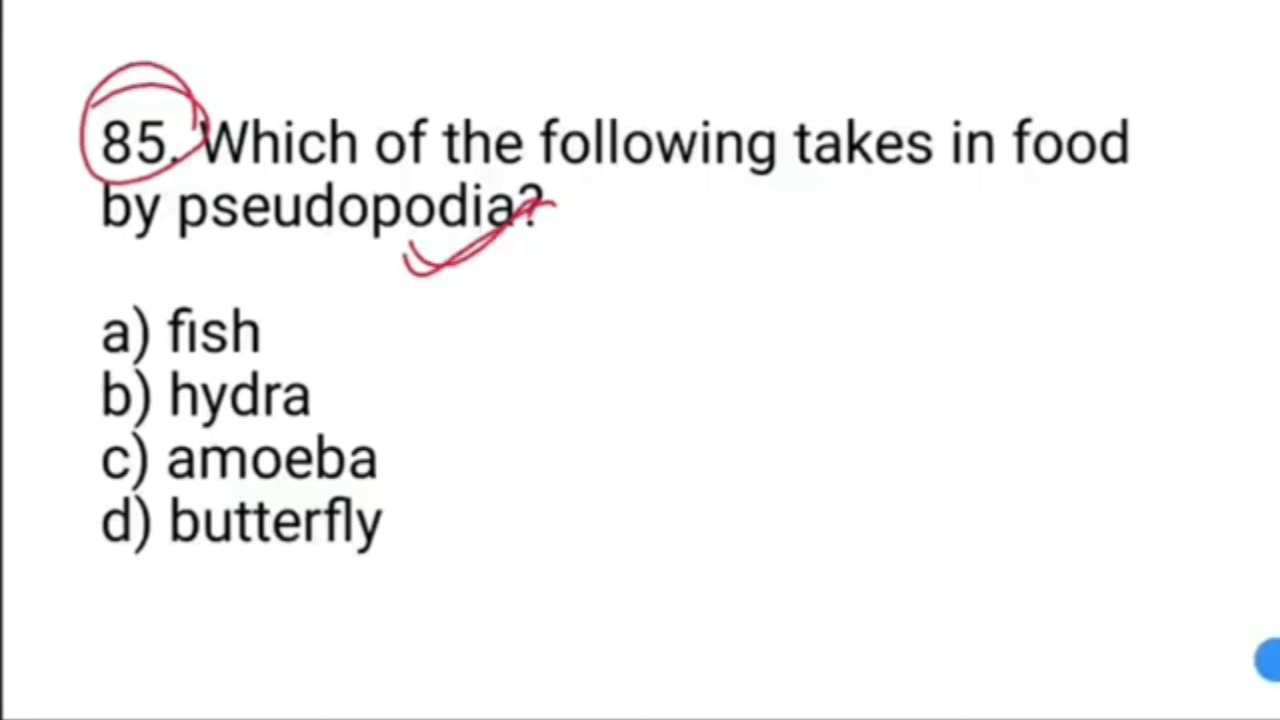 85. Which of the following takes in food
by pseudopodia?
a) fish
b) hydra
c) amoeba
d) butterfly